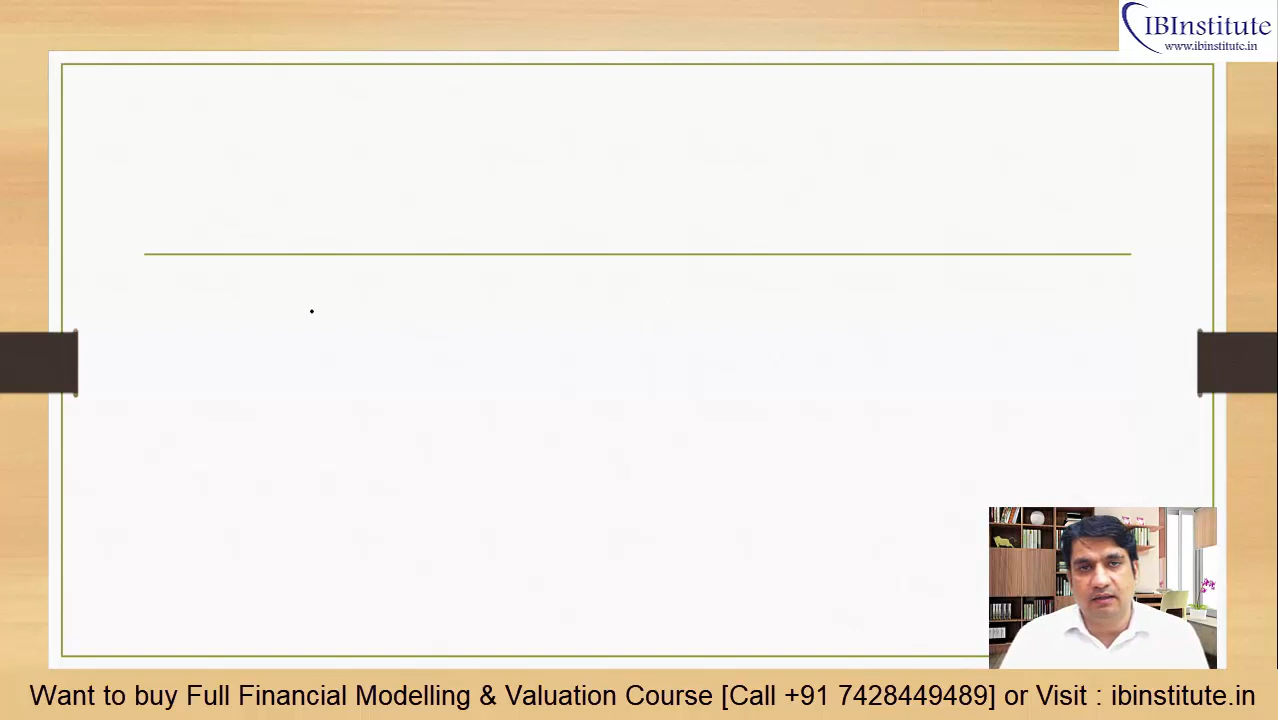 IBInstitute
www.ibinstitute.in
Want to buy Full Financial Modelling & Valuation Course [Call +91 7428449489] or Visit : ibinstitute.in